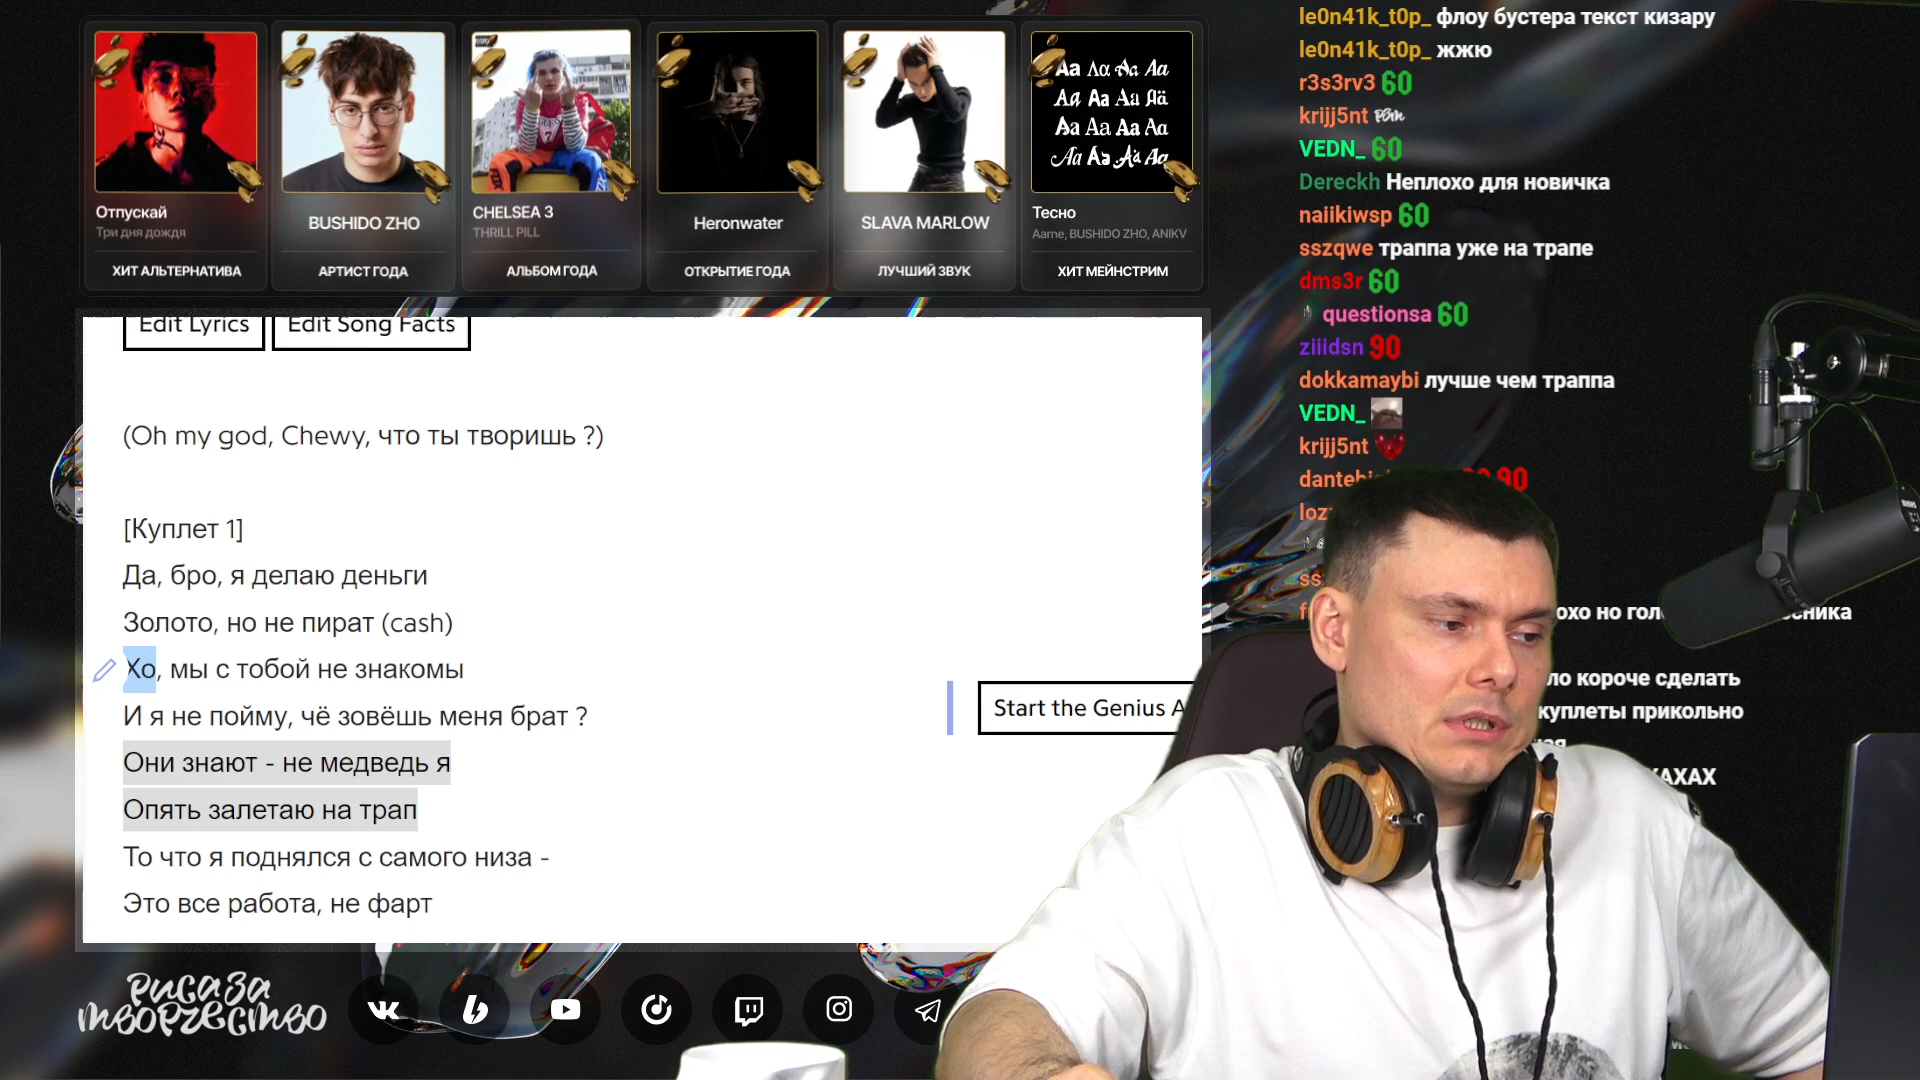 Отпускай
Три дня дождя
ХИТ АЛЬТЕРНАТИВА
BUSHIDO ZHO
АРТИСТ ГОДА
CHELSEA 3
THRILL PILL
АЛЬБОМ ГОДА
Heronwater
ОТКРЫТИЕ ГОДА
SLAVA MARLOW
ЛУЧШИЙ ЗВУК
Aa Aa Aa Aa
Aa Aa Aa Aa
Aa Aa Aa Aa
Aa Aa Aa Aa
Тесно
Aarne, BUSHIDO ZHO, ANIKV
ХИТ МЕЙНСТРИМ
Edit Lyrics
Edit Song Facts
(Oh my god, Chewy, что ты творишь ?)
[Куплет 1]
Да, бро, я делаю деньги
Золото, но не пират (cash)
Хо, мы с тобой не знакомы
И я не пойму, чё зовёшь меня брат ?
Они знают - не медведь я
Опять залетаю на трап
То что я поднялся с самого низа -
Это все работа, не фарт
Start the Genius A
РИСА ЗА
ТВОРЧЕСТВО
le0n41k_t0p_ флоу бустера текст кизару
le0n41k_t0p_ жжю
r3s3rv3 60
krijj5nt
VEDN_ 60
Dereckh Неплохо для новичка
naiikiwsp 60
sszqwe траппа уже на трапе
dms3r 60
questionsa 60
ziiidsn 90
dokkamaybi лучше чем траппа
VEDN_
krijj5nt
90
короче сделать
куплеты прикольно